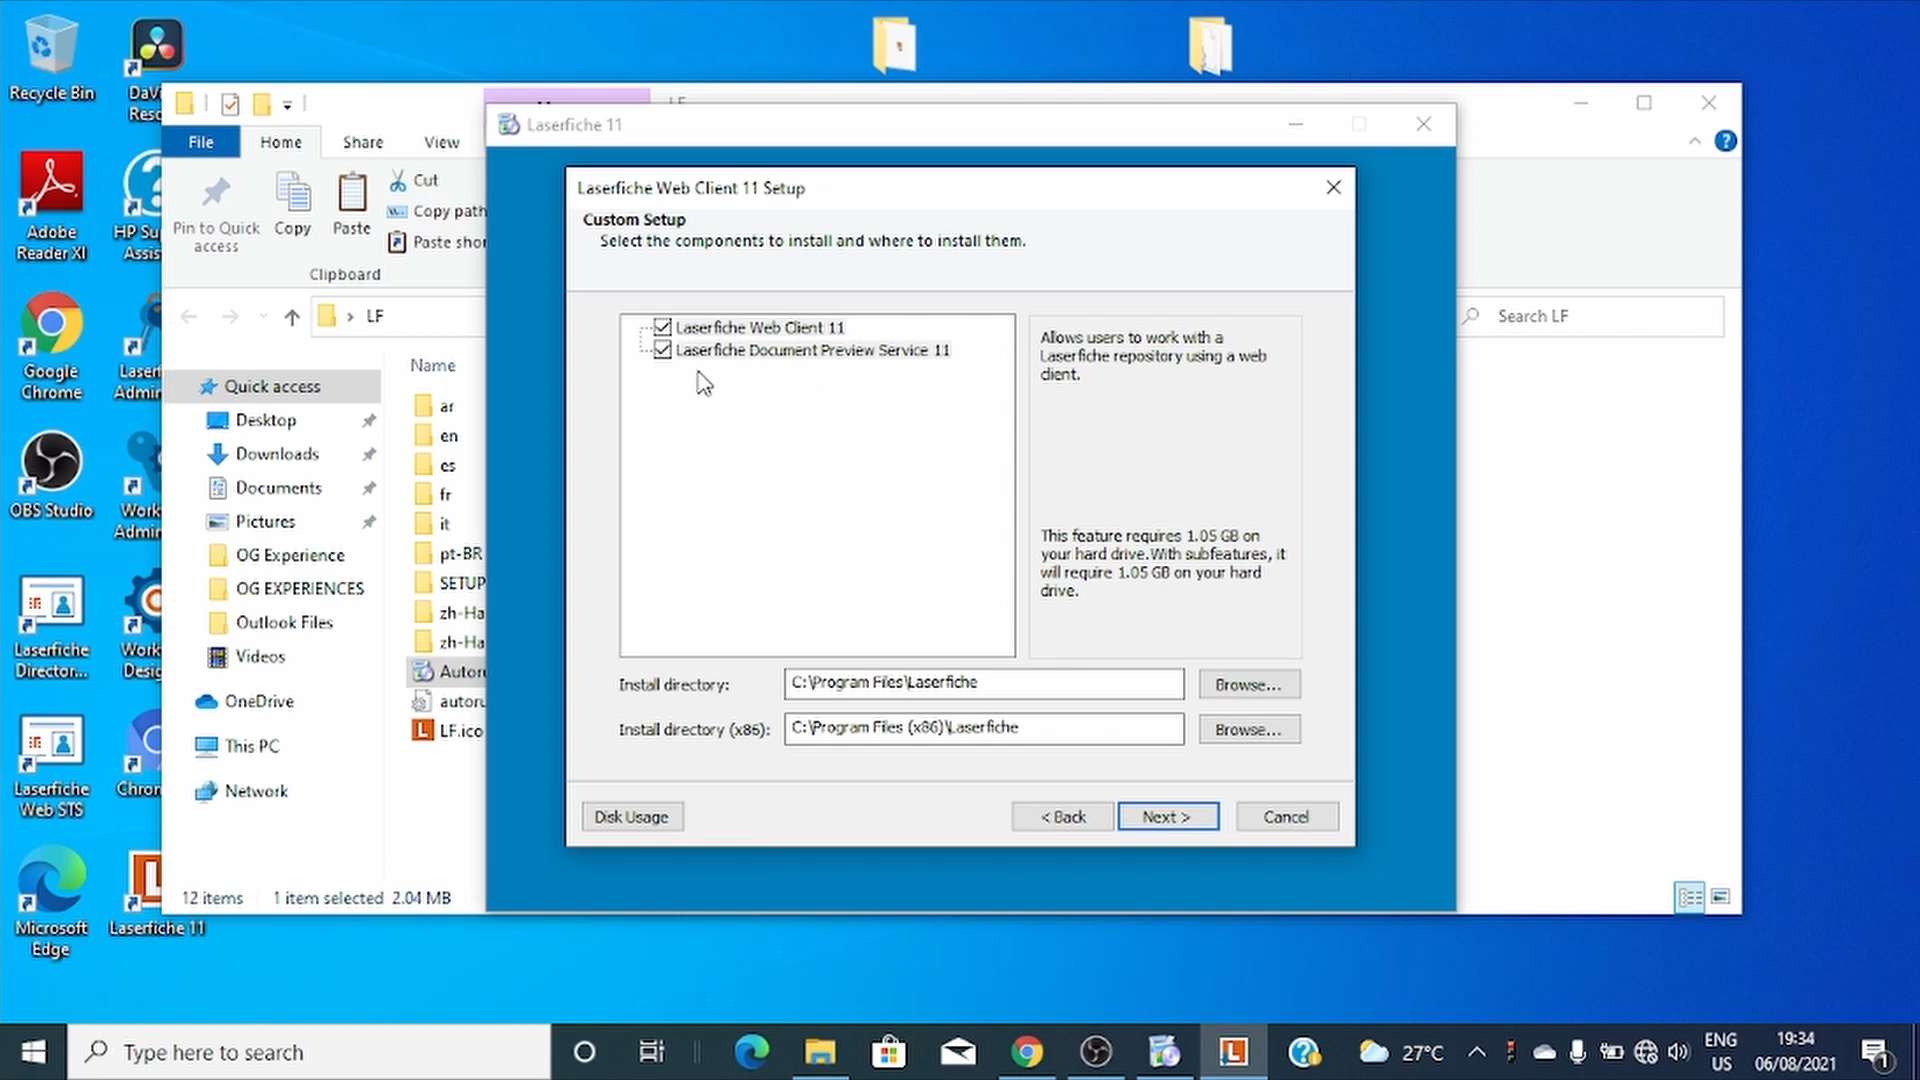 Recycle Bin
Adobe
Reader XI
Google
Chrome
OBS Studio
Laserfiche
Director...
Laserfiche
Web STS
Microsoft
Edge
Laserfiche 11
File
Home
Share
View
Pin to Quick
access
Copy
Paste
Cut
Copy path
Clipboard
LF
Search LF
Quick access
Desktop
Downloads
Documents
Pictures
OG Experience
OG EXPERIENCES
Outlook Files
Videos
OneDrive
This PC
Network
Name
ar
en
es
fr
it
pt-BR
SETUP
zh-Ha
zh-Ha
LF.ico
12 items
1 item selected 2.04 MB
Laserfiche 11
Laserfiche Web Client 11 Setup
Custom Setup
Select the components to install and where to install them.
Laserfiche Web Client 11
Laserfiche Document Preview Service 11
Allows users to work with a
Laserfiche repository using a web
client.
This feature requires 1.05 GB on
your hard drive.With subfeatures, it
will require 1.05 GB on your hard
drive.
Install directory:
C:\Program Files\Laserfiche
Browse...
Install directory (x86):
C:\Program Files (x86)\Laserfiche
Browse...
Disk Usage
< Back
Next >
Cancel
Type here to search
27°C
ENG
US
19:34
06/08/2021
1